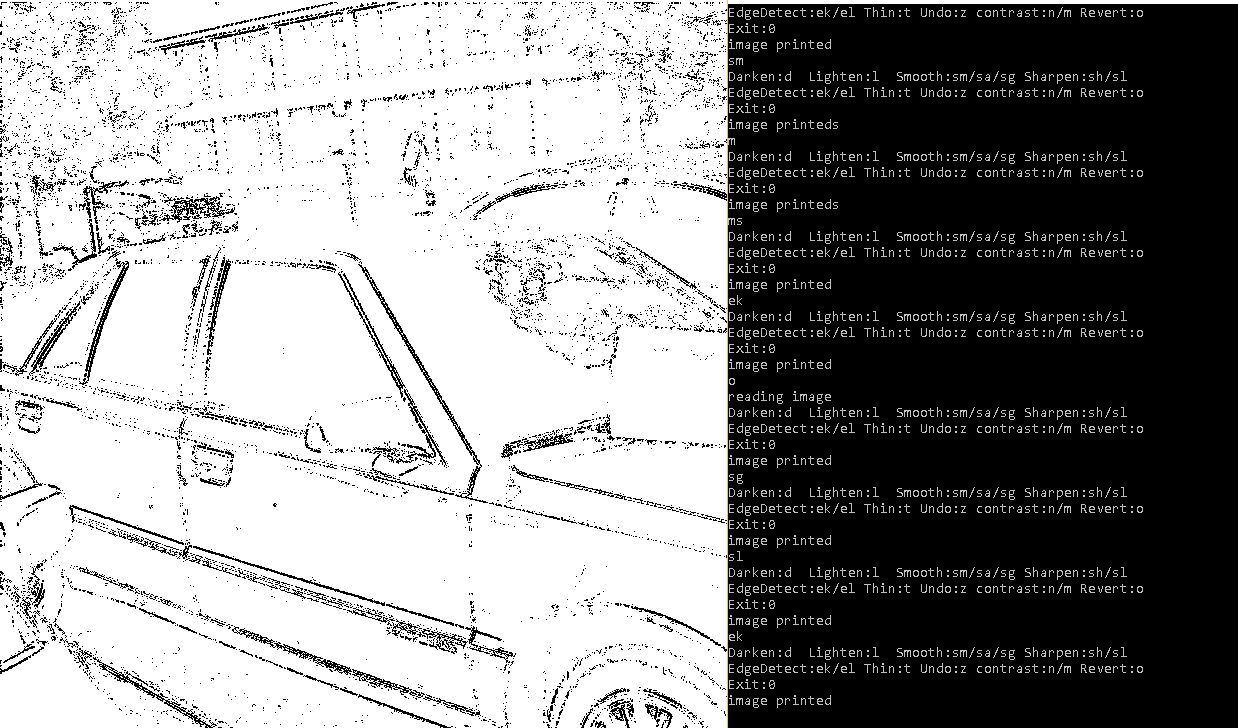 EdgeDetect:ek/el Thin:t Undo:z contrast:n/m Revert:o
Exit:0
image printed
sm
Darken:d  Lighten:l  Smooth:sm/sa/sg Sharpen:sh/sl
EdgeDetect:ek/el Thin:t Undo:z contrast:n/m Revert:o
Exit:0
image printeds
m
Darken:d  Lighten:l  Smooth:sm/sa/sg Sharpen:sh/sl
EdgeDetect:ek/el Thin:t Undo:z contrast:n/m Revert:o
Exit:0
image printeds
ms
Darken:d  Lighten:l  Smooth:sm/sa/sg Sharpen:sh/sl
EdgeDetect:ek/el Thin:t Undo:z contrast:n/m Revert:o
Exit:0
image printed
ek
Darken:d  Lighten:l  Smooth:sm/sa/sg Sharpen:sh/sl
EdgeDetect:ek/el Thin:t Undo:z contrast:n/m Revert:o
Exit:0
image printed
o
reading image
Darken:d  Lighten:l  Smooth:sm/sa/sg Sharpen:sh/sl
EdgeDetect:ek/el Thin:t Undo:z contrast:n/m Revert:o
Exit:0
image printed
sg
Darken:d  Lighten:l  Smooth:sm/sa/sg Sharpen:sh/sl
EdgeDetect:ek/el Thin:t Undo:z contrast:n/m Revert:o
Exit:0
image printed
sl
Darken:d  Lighten:l  Smooth:sm/sa/sg Sharpen:sh/sl
EdgeDetect:ek/el Thin:t Undo:z contrast:n/m Revert:o
Exit:0
image printed
ek
Darken:d  Lighten:l  Smooth:sm/sa/sg Sharpen:sh/sl
EdgeDetect:ek/el Thin:t Undo:z contrast:n/m Revert:o
Exit:0
image printed